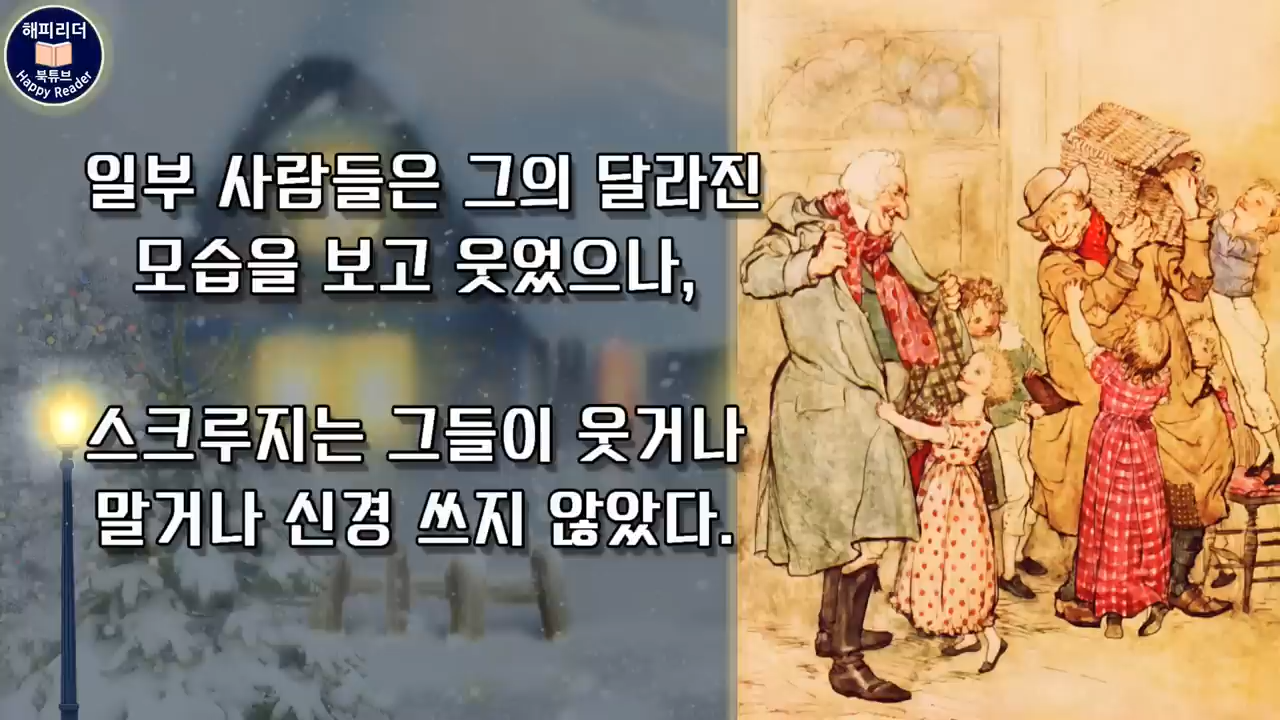 해피리더
북튜브
Happy Reader
일부 사람들은 그의 달라진
모습을 보고 웃었으나,
스크루지는 그들이 웃거나
말거나 신경 쓰지 않았다.